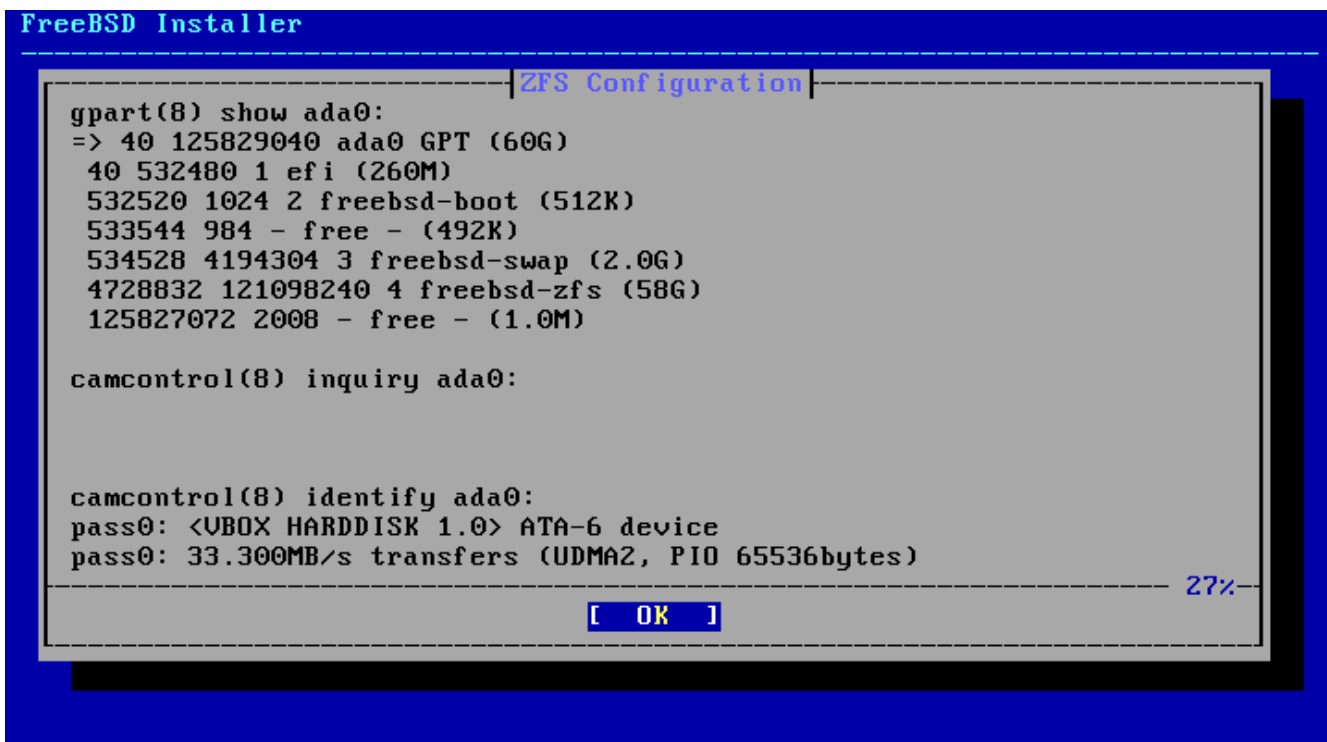 FreeBSD Installer
ZFS Configuration
gpart(8) show ada0:
=> 40 125829040 ada0 GPT (60G)
40 532480 1 efi (260M)
532520 1024 2 freebsd-boot (512K)
533544 984 - free - (492K)
534528 4194304 3 freebsd-swap (2.0G)
4728832 121098240 4 freebsd-zfs (58G)
125827072 2008 - free - (1.0M)
camcontrol(8) inquiry ada0:
camcontrol(8) identify ada0:
pass0: <VBOX HARDDISK 1.0> ATA-6 device
pass0: 33.300MB/s transfers (UDMA2, PIO 65536bytes)
27%
[ OK ]